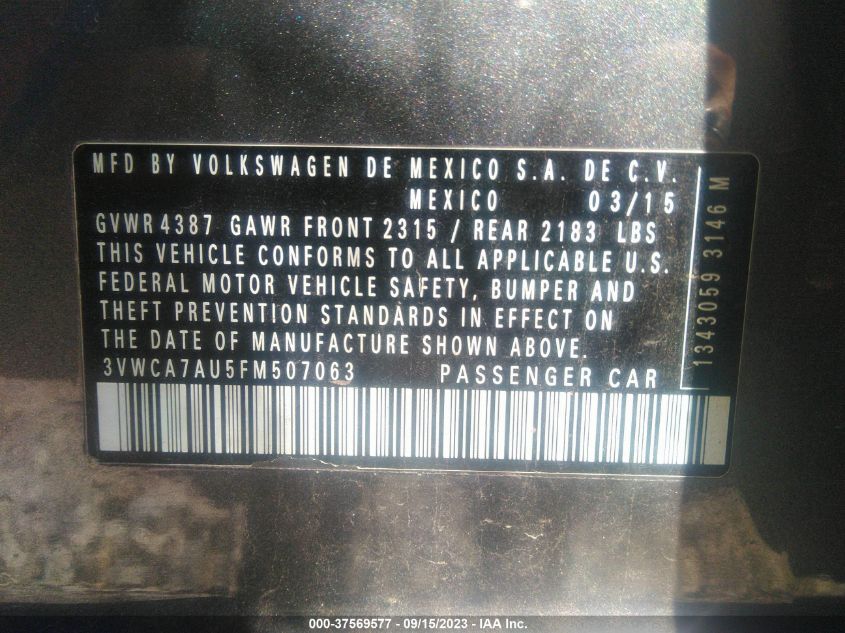 MFD BY VOLKSWAGEN DE MEXICO S.A. DE C.V.
MEXICO 03/15
GVWR 4387 GAWR FRONT 2315 / REAR 2183 LBS
THIS VEHICLE CONFORMS TO ALL APPLICABLE U.S.
FEDERAL MOTOR VEHICLE SAFETY, BUMPER AND
THEFT PREVENTION STANDARDS IN EFFECT ON
THE DATE OF MANUFACTURE SHOWN ABOVE.
3VWCA7AU5FM507063 PASSENGER CAR
1343059 3146 M
000-37569577 - 09/15/2023 - IAA Inc.